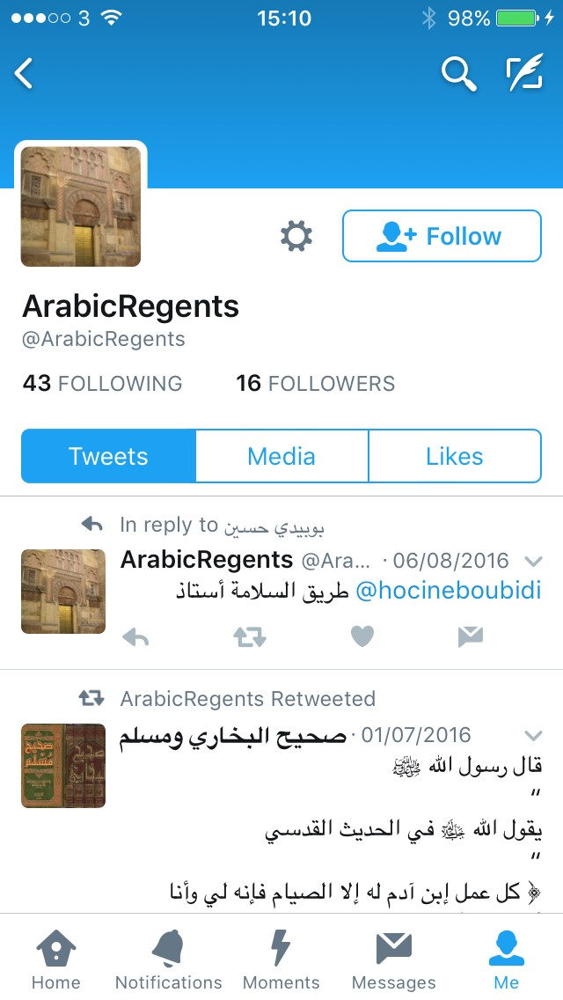 3 15:10 98%
Follow
ArabicRegents
@ArabicRegents
43 FOLLOWING 16 FOLLOWERS
Tweets Media Likes
In reply to بوبيدي حسين
ArabicRegents @Ara... · 06/08/2016
@hocineboubidi طريق السلامة أستاذ
ArabicRegents Retweeted
صحيح البخاري ومسلم · 01/07/2016
صحيح مسلم
قال رسول الله ﷺ
"
يقول الله ﷻ في الحديث القدسي
"
﴿ كل عمل إبن آدم له إلا الصيام فإنه لي وأنا
Home Notifications Moments Messages Me